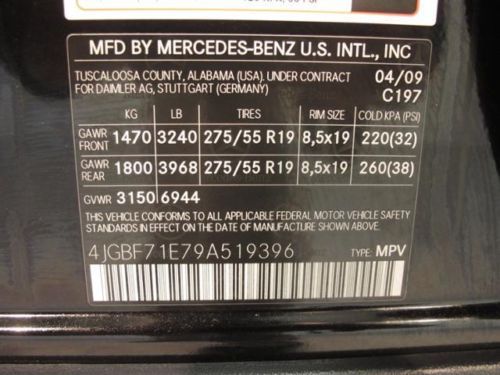 MFD BY MERCEDES-BENZ U.S. INTL., INC
TUSCALOOSA COUNTY, ALABAMA (USA). UNDER CONTRACT 04/09
FOR DAIMLER AG, STUTTGART (GERMANY) C197
KG LB TIRES RIM SIZE COLD KPA (PSI)
GAWR FRONT 1470 3240 275/55 R19 8,5x19 220(32)
GAWR REAR 1800 3968 275/55 R19 8,5x19 260(38)
GVWR 3150 6944
THIS VEHICLE CONFORMS TO ALL APPLICABLE FEDERAL MOTOR VEHICLE SAFETY
STANDARDS IN EFFECT ON THE DATE OF MANUFACTURE SHOWN ABOVE.
4JGBF71E79A519396 TYPE: MPV